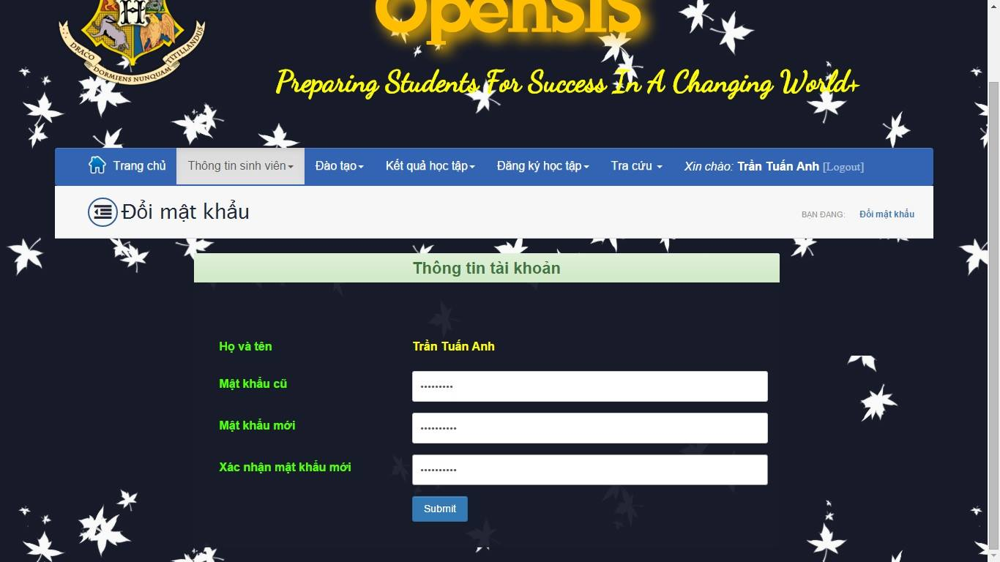 H
DRACO DORMIENS NUNQUAM TITILLANDUS
OpenSIS
Preparing Students For Success In A Changing World+
Trang chủ Thông tin sinh viên Đào tạo Kết quả học tập Đăng ký học tập Tra cứu Xin chào: Trần Tuấn Anh [Logout]
Đổi mật khẩu BẠN ĐANG: Đổi mật khẩu
Thông tin tài khoản
Họ và tên Trần Tuấn Anh
Mật khẩu cũ •••••••••
Mật khẩu mới ••••••••••
Xác nhận mật khẩu mới ••••••••••
Submit